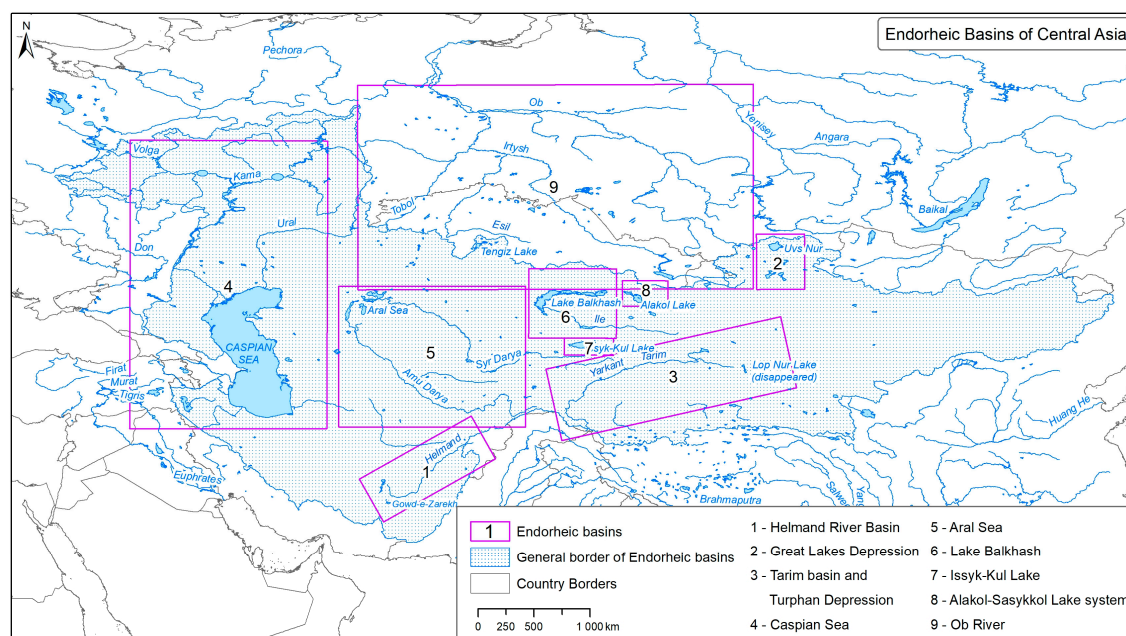 N
Endorheic Basins of Central Asia
Pechora
Ob
Yenisey
Angara
Volga
Irtysh
Kama
9
Baikal
Tobol
Ural
Esil
Don
Tengiz Lake
Uvs Nur
2
4
8
Lake Balkhash
Alakol Lake
Aral Sea
6
Ile
CASPIAN
SEA
5
7
ssyk-Kul Lake
Syr Darya
Tarim
Yarkant
3
Lop Nur Lake
(disappeared)
Firat
Murat
Tigris
Amu Darya
Huang He
Helmand
1
Euphrates
Gowd-e-Zarekh
Brahmaputra
Salwe
Yang
1 Endorheic basins
General border of Endorheic basins
Country Borders
0 250 500 1 000 km
1 - Helmand River Basin
2 - Great Lakes Depression
3 - Tarim basin and
Turphan Depression
4 - Caspian Sea
5 - Aral Sea
6 - Lake Balkhash
7 - Issyk-Kul Lake
8 - Alakol-Sasykkol Lake system
9 - Ob River